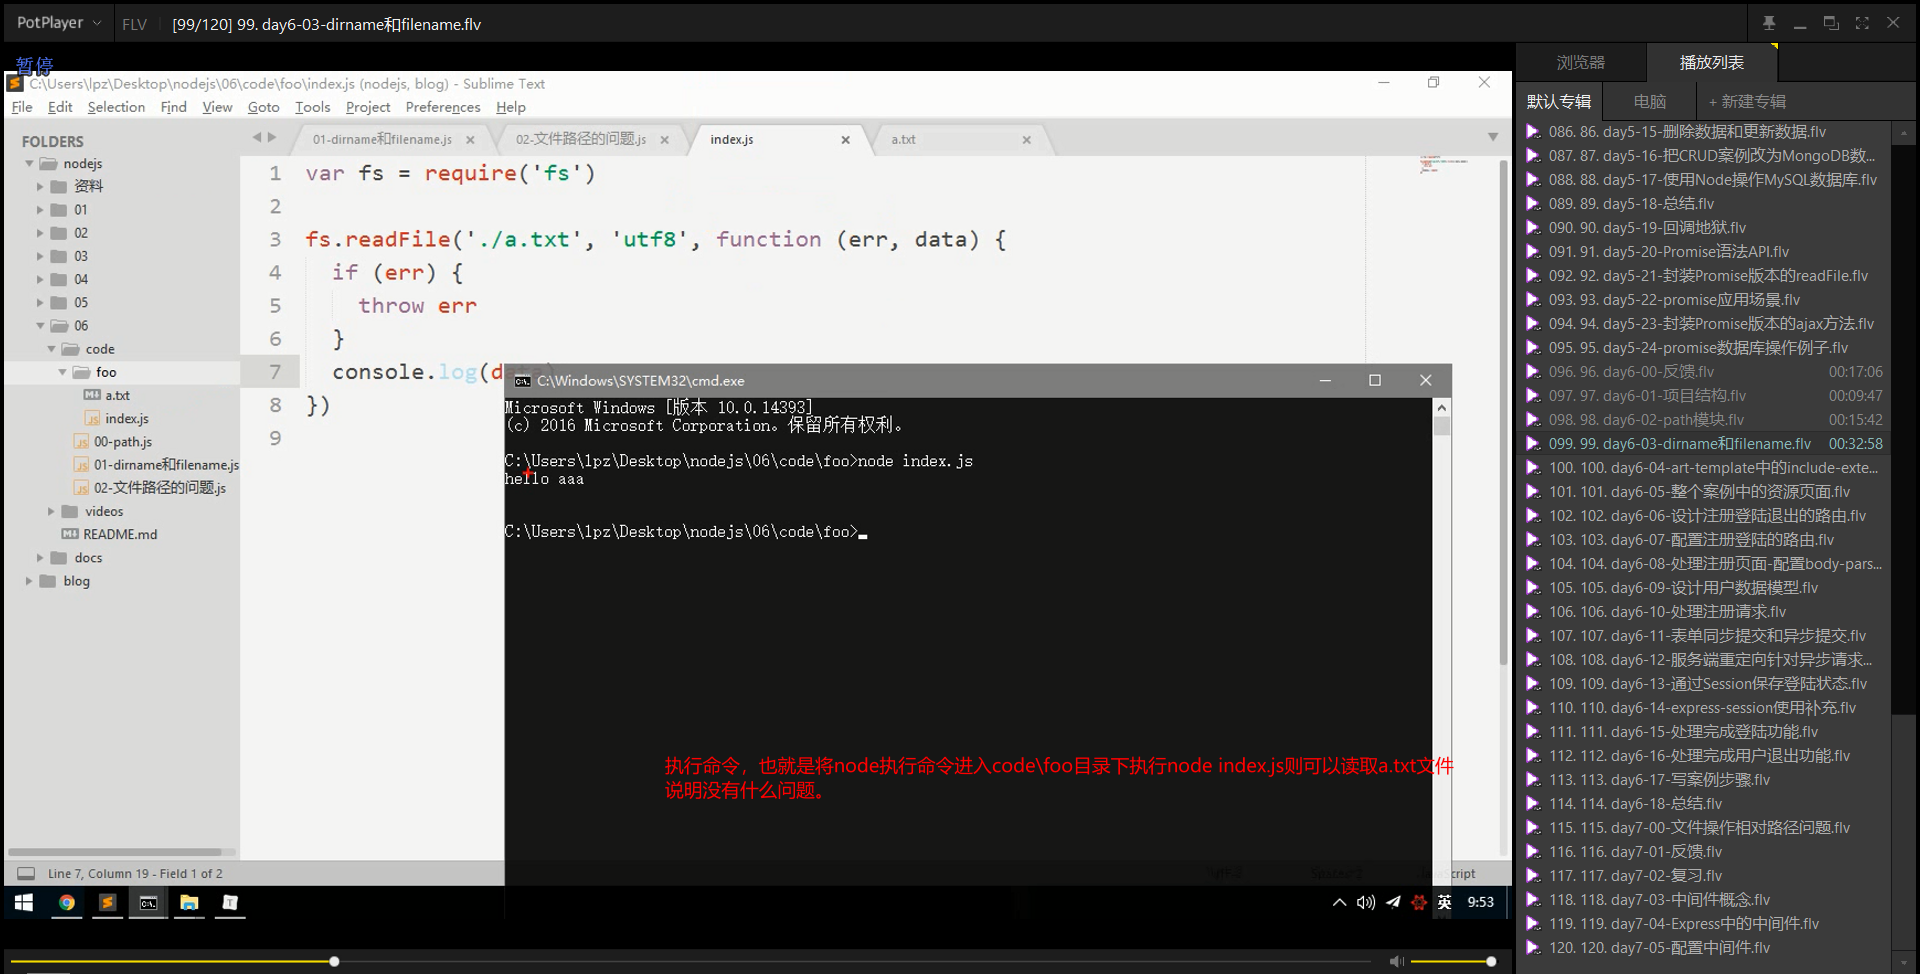 PotPlayer
FLV
[99/120] 99. day6-03-dirname和filename.flv
暂停
C:\Users\lpz\Desktop\nodejs\06\code\foo\index.js (nodejs, blog) - Sublime Text
File Edit Selection Find View Goto Tools Project Preferences Help
FOLDERS
nodejs
资料
01
02
03
04
05
06
code
foo
a.txt
index.js
00-path.js
01-dirname和filename.js
02-文件路径的问题.js
videos
README.md
docs
blog
01-dirname和filename.js
02-文件路径的问题.js
index.js
a.txt
1 var fs = require('fs')
2
3 fs.readFile('./a.txt', 'utf8', function (err, data) {
4 if (err) {
5 throw err
6 }
7 console.log(data)
8 })
9
C:\Windows\SYSTEM32\cmd.exe
Microsoft Windows [版本 10.0.14393]
(c) 2016 Microsoft Corporation。保留所有权利。
C:\Users\lpz\Desktop\nodejs\06\code\foo>node index.js
hello aaa
C:\Users\lpz\Desktop\nodejs\06\code\foo>
执行命令，也就是将node执行命令进入code\foo目录下执行node index.js则可以读取a.txt文件
说明没有什么问题。
Line 7, Column 19 - Field 1 of 2
英
9:53
浏览器
播放列表
默认专辑
电脑
+ 新建专辑
086. 86. day5-15-删除数据和更新数据.flv
087. 87. day5-16-把CRUD案例改为MongoDB数...
088. 88. day5-17-使用Node操作MySQL数据库.flv
089. 89. day5-18-总结.flv
090. 90. day5-19-回调地狱.flv
091. 91. day5-20-Promise语法API.flv
092. 92. day5-21-封装Promise版本的readFile.flv
093. 93. day5-22-promise应用场景.flv
094. 94. day5-23-封装Promise版本的ajax方法.flv
095. 95. day5-24-promise数据库操作例子.flv
096. 96. day6-00-反馈.flv 00:17:06
097. 97. day6-01-项目结构.flv 00:09:47
098. 98. day6-02-path模块.flv 00:15:42
099. 99. day6-03-dirname和filename.flv 00:32:58
100. 100. day6-04-art-template中的include-exte...
101. 101. day6-05-整个案例中的资源页面.flv
102. 102. day6-06-设计注册登陆退出的路由.flv
103. 103. day6-07-配置注册登陆的路由.flv
104. 104. day6-08-处理注册页面-配置body-pars...
105. 105. day6-09-设计用户数据模型.flv
106. 106. day6-10-处理注册请求.flv
107. 107. day6-11-表单同步提交和异步提交.flv
108. 108. day6-12-服务端重定向针对异步请求...
109. 109. day6-13-通过Session保存登陆状态.flv
110. 110. day6-14-express-session使用补充.flv
111. 111. day6-15-处理完成登陆功能.flv
112. 112. day6-16-处理完成用户退出功能.flv
113. 113. day6-17-写案例步骤.flv
114. 114. day6-18-总结.flv
115. 115. day7-00-文件操作相对路径问题.flv
116. 116. day7-01-反馈.flv
117. 117. day7-02-复习.flv
118. 118. day7-03-中间件概念.flv
119. 119. day7-04-Express中的中间件.flv
120. 120. day7-05-配置中间件.flv